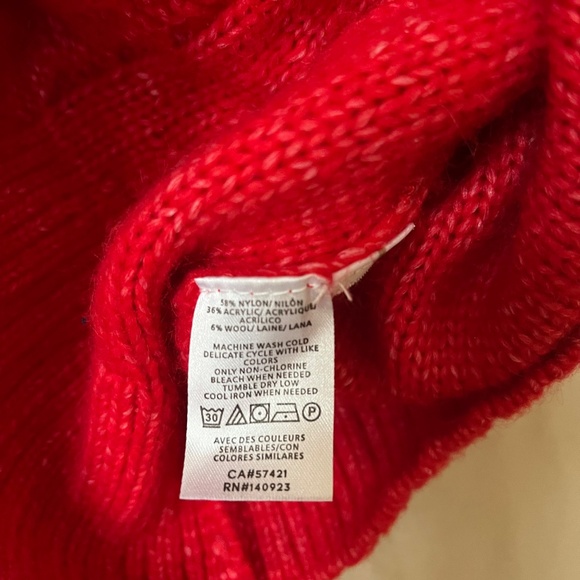 58% NYLON/ NILÓN
36% ACRYLIC/ ACRYLIQUE/
ACRÍLICO
6% WOOL/ LAINE/ LANA
MACHINE WASH COLD
DELICATE CYCLE WITH LIKE
COLORS
ONLY NON-CHLORINE
BLEACH WHEN NEEDED
TUMBLE DRY LOW
COOL IRON WHEN NEEDED
30 P
AVEC DES COULEURS
SEMBLABLES/CON
COLORES SIMILARES
CA#57421
RN#140923